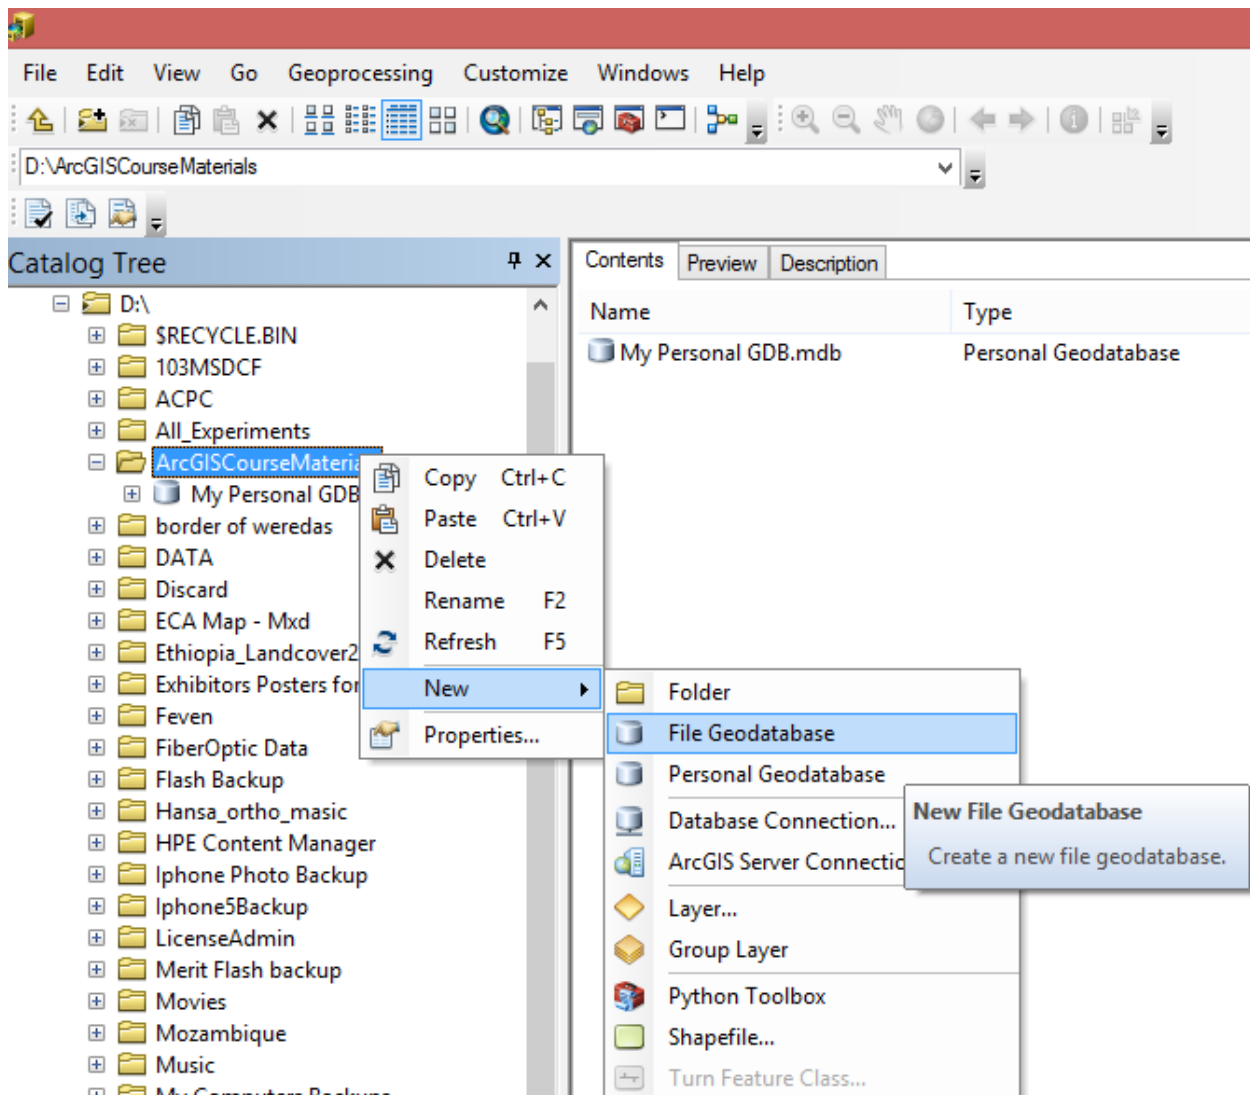 File Edit View Go Geoprocessing Customize Windows Help
D:\ArcGISCourseMaterials
Catalog Tree
Contents Preview Description
D:\
Name Type
$RECYCLE.BIN
My Personal GDB.mdb Personal Geodatabase
103MSDCF
ACPC
All_Experiments
ArcGISCourseMateria
My Personal GDB
border of weredas
DATA
Discard
ECA Map - Mxd
Ethiopia_Landcover2
Exhibitors Posters for
Feven
FiberOptic Data
Flash Backup
Hansa_ortho_masic
HPE Content Manager
Iphone Photo Backup
Iphone5Backup
LicenseAdmin
Merit Flash backup
Movies
Mozambique
Music
My Computers Backups
Copy Ctrl+C
Paste Ctrl+V
Delete
Rename F2
Refresh F5
New
Properties...
Folder
File Geodatabase
Personal Geodatabase
Database Connection...
ArcGIS Server Connectio
Layer...
Group Layer
Python Toolbox
Shapefile...
Turn Feature Class...
New File Geodatabase
Create a new file geodatabase.